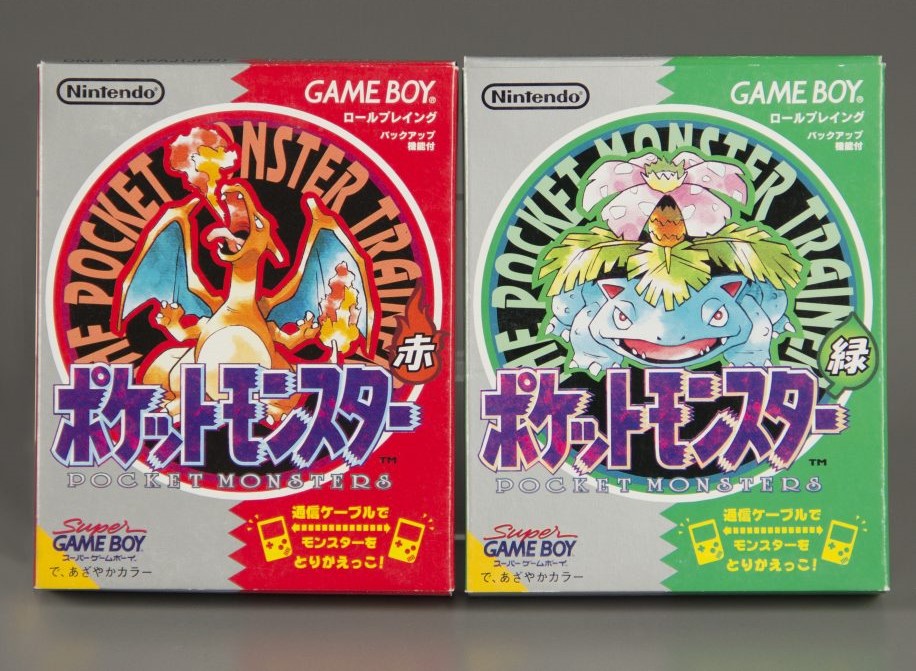 Nintendo®
GAME BOY®
ロールプレイング
バックアップ
機能付
THE POCKET MONSTER TRAINER
赤
ポケットモンスター
TM
POCKET MONSTERS
通信ケーブルで
モンスターを
とりかえっこ!
Super
GAME BOY
スーパーゲームボーイ
で、あざやかカラー
Nintendo®
GAME BOY®
ロールプレイング
バックアップ
機能付
THE POCKET MONSTER TRAINER
緑
ポケットモンスター
TM
POCKET MONSTERS
通信ケーブルで
モンスターを
とりかえっこ!
Super
GAME BOY
スーパーゲームボーイ
で、あざやかカラー